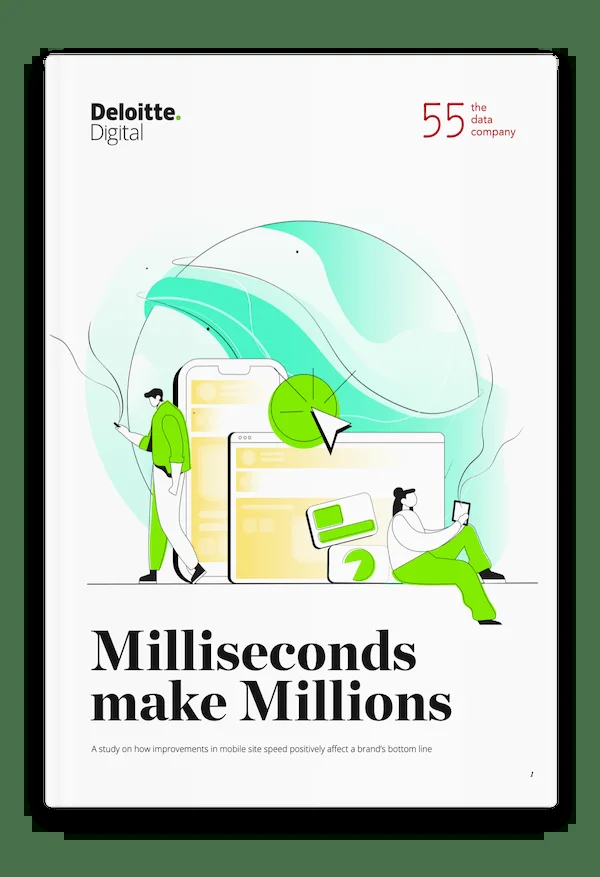 Deloitte.
Digital
55 the
data
company
Milliseconds
make Millions
A study on how improvements in mobile site speed positively affect a brand's bottom line
1